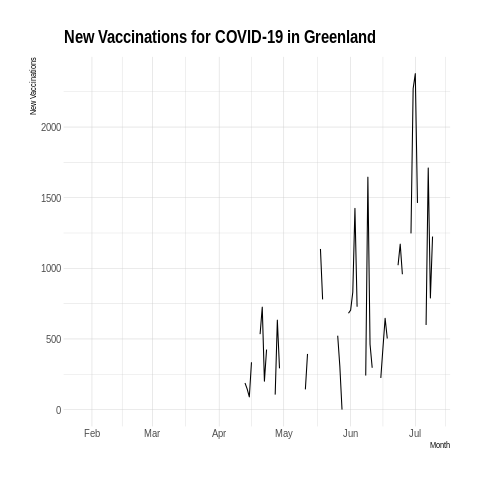 New Vaccinations for COVID-19 in Greenland
New Vaccinations
2000
1500
1000
500
0
Feb Mar Apr May Jun Jul
Month